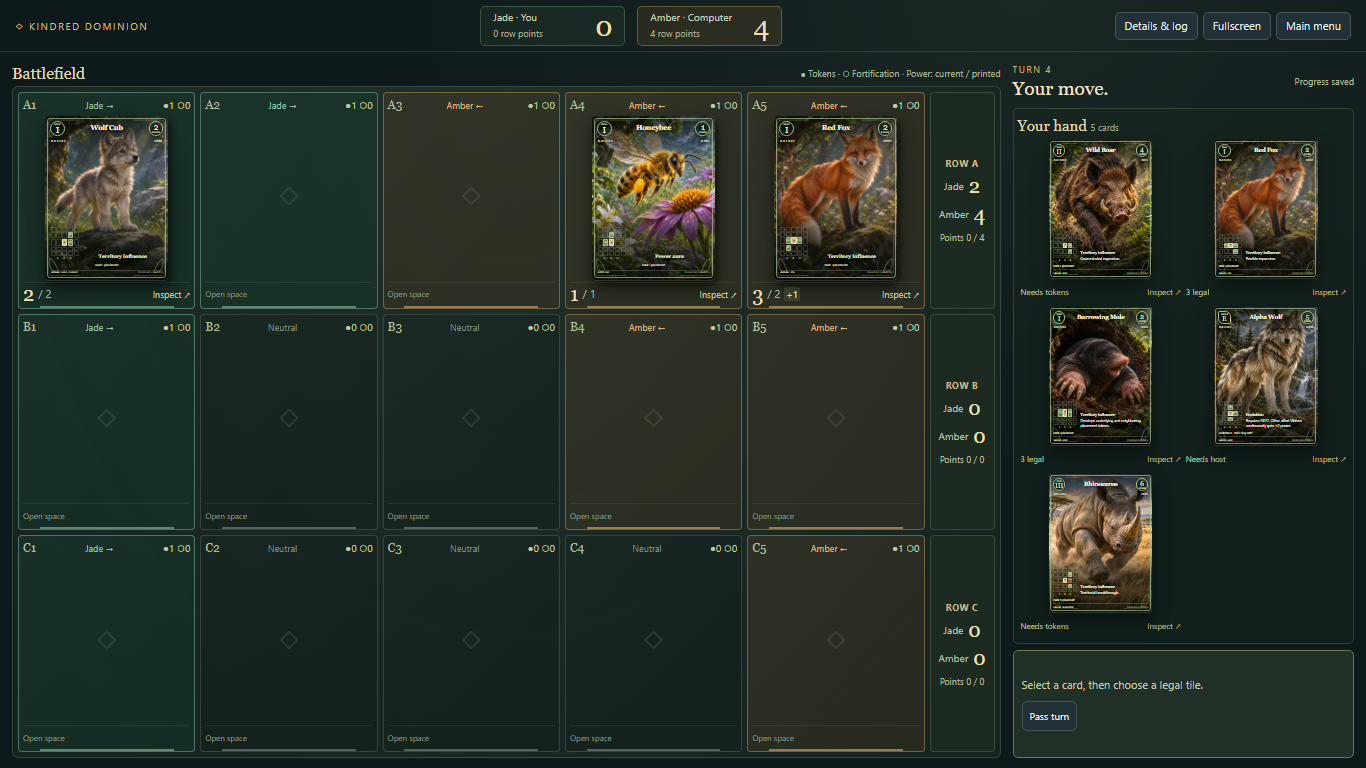 KINDRED DOMINION
Jade · You
0 row points
0
Amber · Computer
4 row points
4
Details & log
Fullscreen
Main menu
Battlefield
Tokens · Fortification · Power: current / printed
A1 Jade → ●1 ⬡0
I Wolf Cub 2
Territory influence
2 / 2 Inspect ↗
A2 Jade → ●1 ⬡0
Open space
A3 Amber ← ●1 ⬡0
Open space
A4 Amber ← ●1 ⬡0
I Honeybee 1
Power aura
1 / 1 Inspect ↗
A5 Amber ← ●1 ⬡0
I Red Fox 2
Territory influence
3 / 2 +1 Inspect ↗
ROW A
Jade 2
Amber 4
Points 0 / 4
B1 Jade → ●1 ⬡0
Open space
B2 Neutral ●0 ⬡0
Open space
B3 Neutral ●0 ⬡0
Open space
B4 Amber ← ●1 ⬡0
Open space
B5 Amber ← ●1 ⬡0
Open space
ROW B
Jade 0
Amber 0
Points 0 / 0
C1 Jade → ●1 ⬡0
Open space
C2 Neutral ●0 ⬡0
Open space
C3 Neutral ●0 ⬡0
Open space
C4 Neutral ●0 ⬡0
Open space
C5 Amber ← ●1 ⬡0
Open space
ROW C
Jade 0
Amber 0
Points 0 / 0
TURN 4
Your move.
Progress saved
Your hand 5 cards
II Wild Boar 4
Territory influence
Needs tokens Inspect ↗
I Red Fox 2
Territory influence
3 legal Inspect ↗
I Burrowing Mole 2
Territory influence
3 legal Inspect ↗
E Alpha Wolf 5
Needs host Inspect ↗
III Rhinoceros 6
Territory influence
Needs tokens Inspect ↗
Select a card, then choose a legal tile.
Pass turn